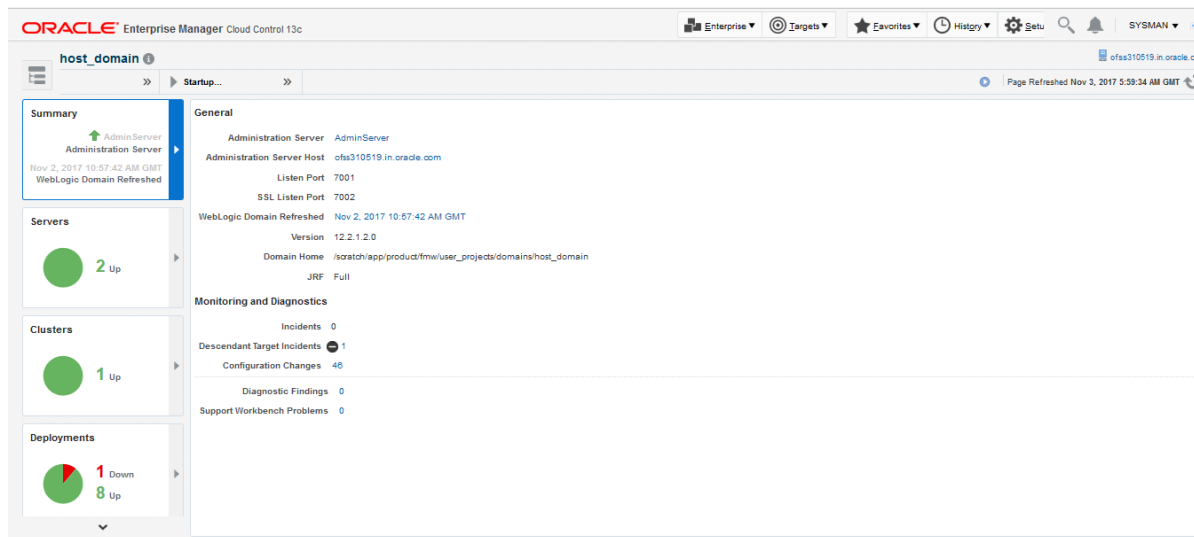 ORACLE Enterprise Manager Cloud Control 13c
Enterprise Targets Favorites History Setu SYSMAN
host_domain
ofss310519.in.oracle.c
Startup...
Page Refreshed Nov 3, 2017 5:59:34 AM GMT
Summary
AdminServer
Administration Server
Nov 2, 2017 10:57:42 AM GMT
WebLogic Domain Refreshed
Servers
2 Up
Clusters
1 Up
Deployments
1 Down
8 Up
General
Administration Server AdminServer
Administration Server Host ofss310519.in.oracle.com
Listen Port 7001
SSL Listen Port 7002
WebLogic Domain Refreshed Nov 2, 2017 10:57:42 AM GMT
Version 12.2.1.2.0
Domain Home /scratch/app/product/fmw/user_projects/domains/host_domain
JRF Full
Monitoring and Diagnostics
Incidents 0
Descendant Target Incidents 1
Configuration Changes 46
Diagnostic Findings 0
Support Workbench Problems 0